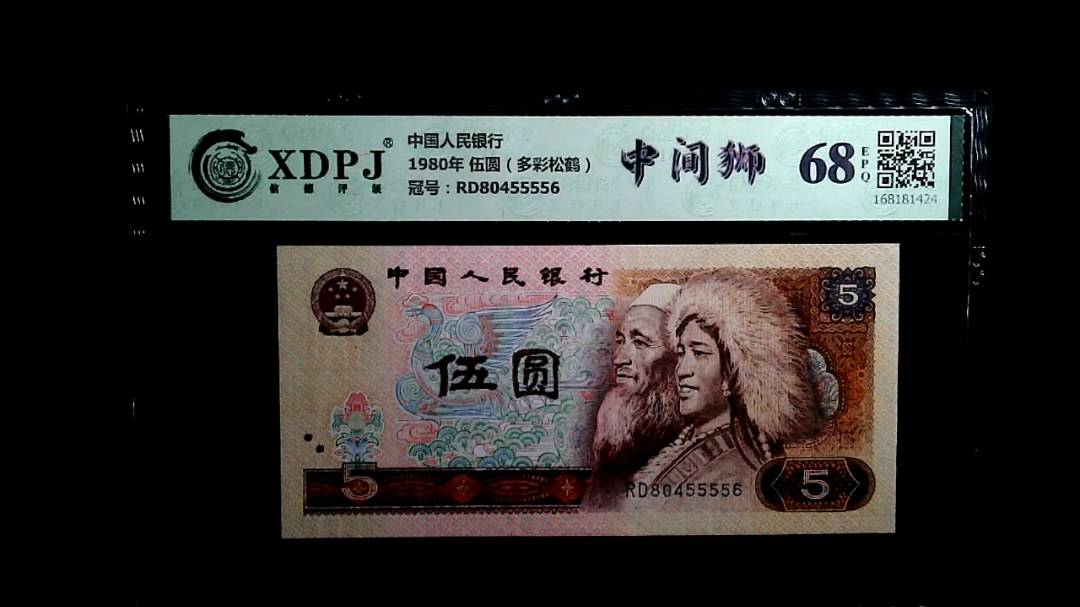 XDPJ®
信德评级
中国人民银行
1980年 伍圆（多彩松鹤）
冠号：RD80455556
中间狮
68
EPQ
168181424
中国人民银行
5
伍圆
RD80455556
5
5